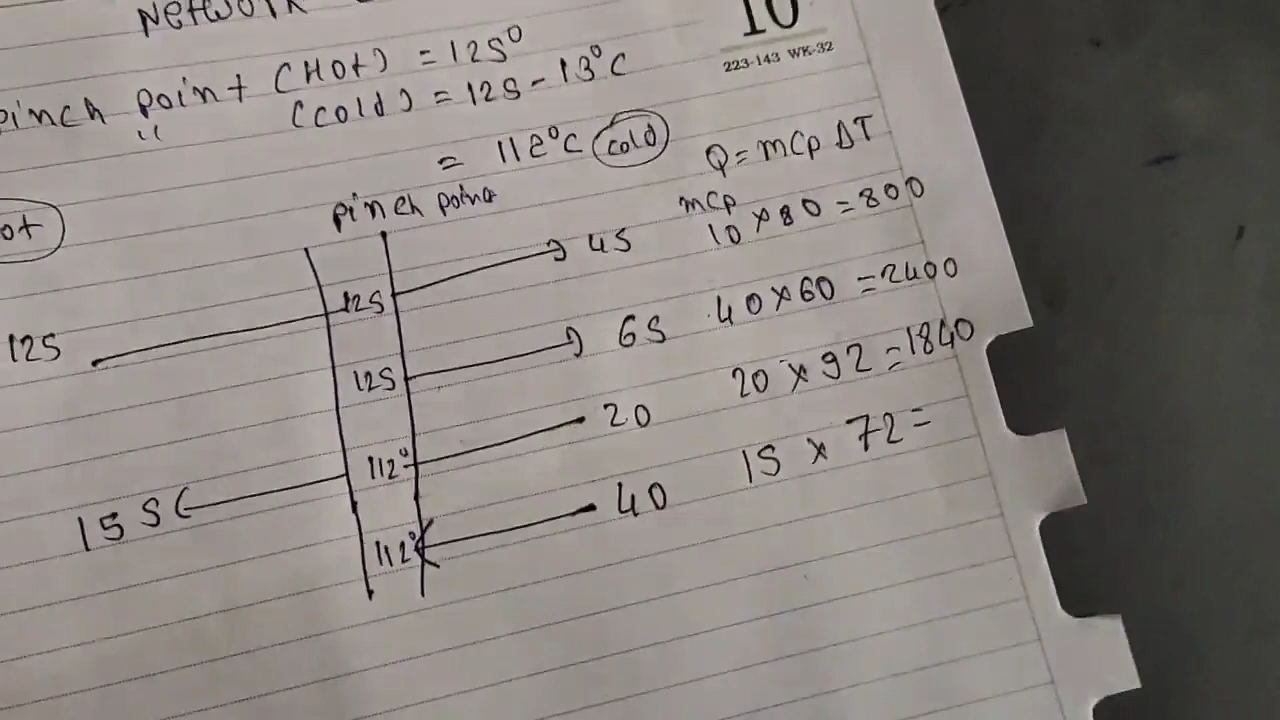 Network
10
223-143 WK-32
Pinch point (Hot) = 125°
" (cold) = 125-13°C
= 112°C cold
Q=mcp ΔT
ot
pinch point
mcp
125 45 10 x 80 = 800
125
125 65 40x60 =2400
112° 20 20 x 92 = 1840
155
112° 40 15 x 72 =